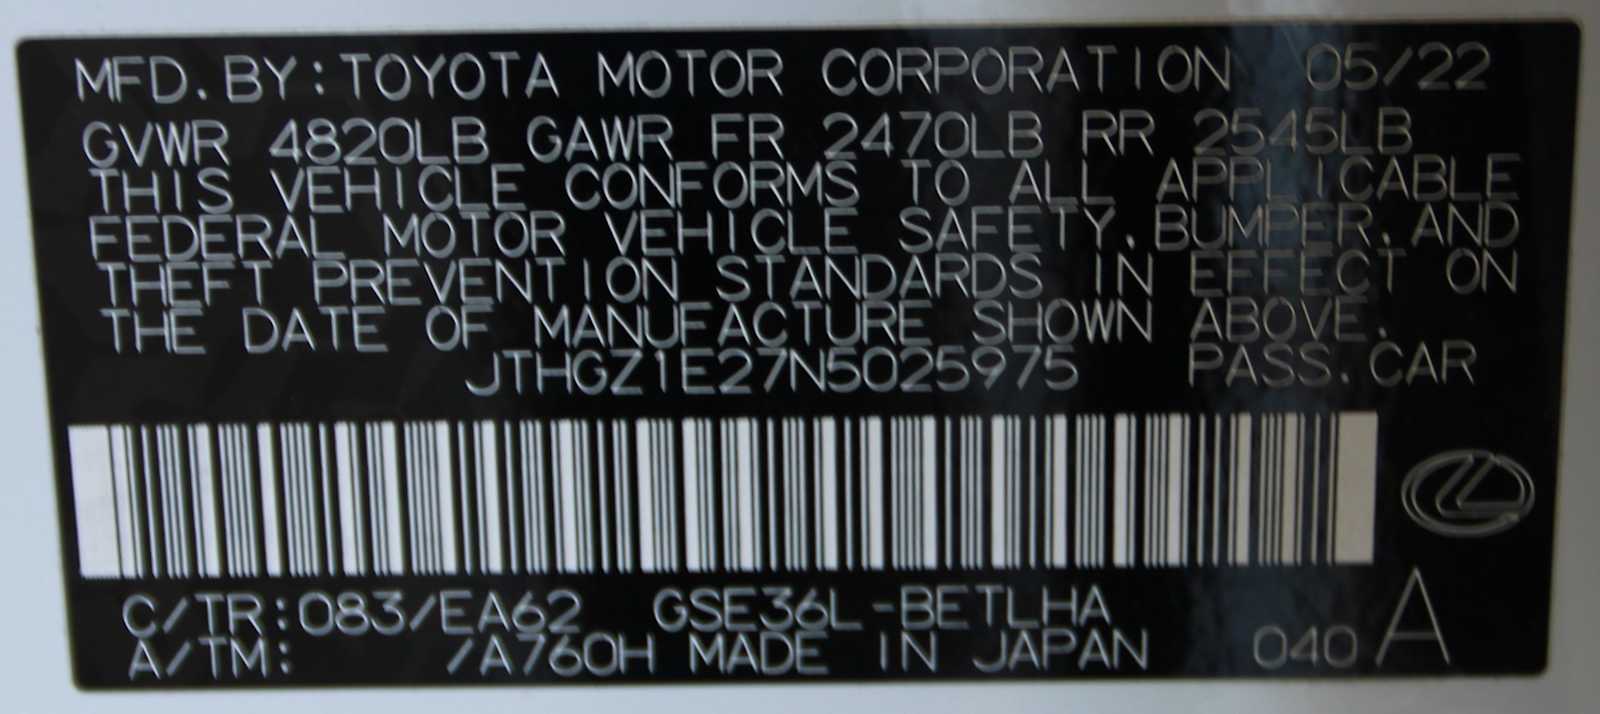 MFD. BY: TOYOTA MOTOR CORPORATION 05/22
GVWR 4820LB GAWR FR 2470LB RR 2545LB
THIS VEHICLE CONFORMS TO ALL APPLICABLE
FEDERAL MOTOR VEHICLE SAFETY, BUMPER, AND
THEFT PREVENTION STANDARDS IN EFFECT ON
THE DATE OF MANUFACTURE SHOWN ABOVE.
JTHGZ1E27N5025975 PASS. CAR
C/TR: 083/EA62 GSE36L-BETLHA
A/TM: /A760H MADE IN JAPAN 040 A